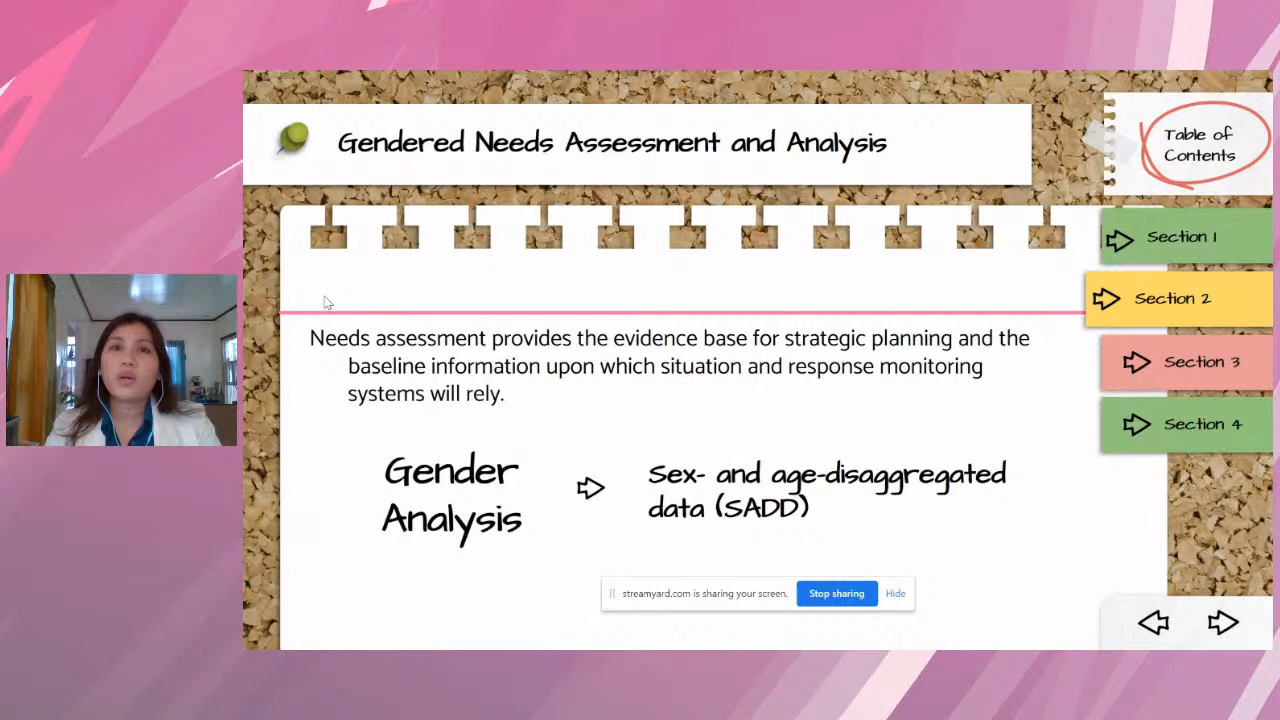 Gendered Needs Assessment and Analysis
Table of
Contents
Section 1
Section 2
Section 3
Section 4
Needs assessment provides the evidence base for strategic planning and the
baseline information upon which situation and response monitoring
systems will rely.
Gender
Analysis
Sex- and age-disaggregated
data (SADD)
streamyard.com is sharing your screen.
Stop sharing
Hide